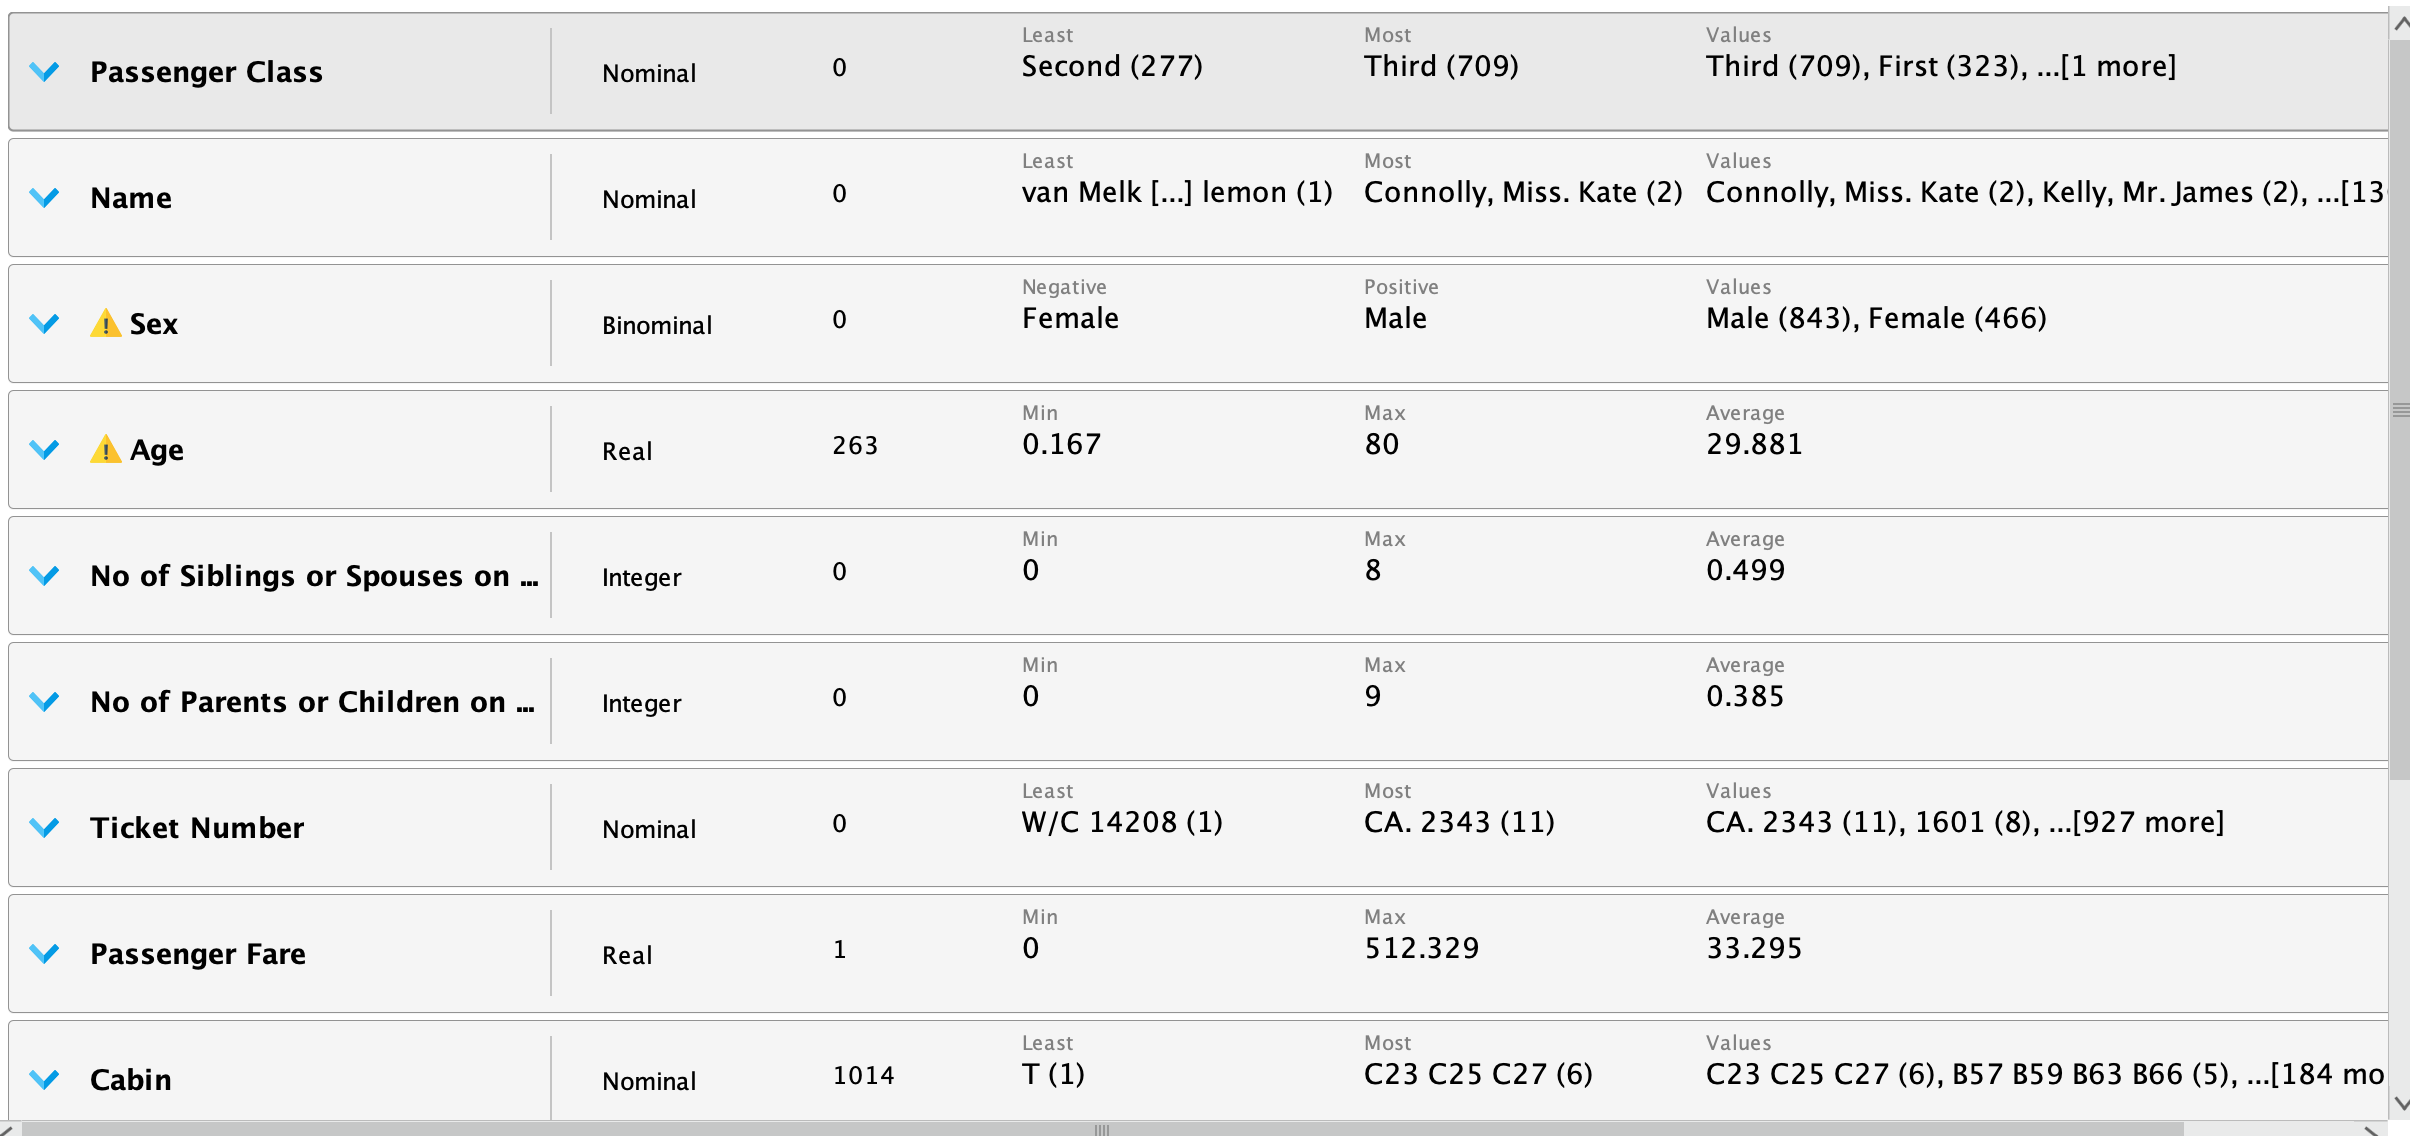 Least Most Values
Passenger Class Nominal 0 Second (277) Third (709) Third (709), First (323), ...[1 more]
Least Most Values
Name Nominal 0 van Melk [...] lemon (1) Connolly, Miss. Kate (2) Connolly, Miss. Kate (2), Kelly, Mr. James (2), ...[13
Negative Positive Values
Sex Binominal 0 Female Male Male (843), Female (466)
Min Max Average
Age Real 263 0.167 80 29.881
Min Max Average
No of Siblings or Spouses on ... Integer 0 0 8 0.499
Min Max Average
No of Parents or Children on ... Integer 0 0 9 0.385
Least Most Values
Ticket Number Nominal 0 W/C 14208 (1) CA. 2343 (11) CA. 2343 (11), 1601 (8), ...[927 more]
Min Max Average
Passenger Fare Real 1 0 512.329 33.295
Least Most Values
Cabin Nominal 1014 T (1) C23 C25 C27 (6) C23 C25 C27 (6), B57 B59 B63 B66 (5), ...[184 mo